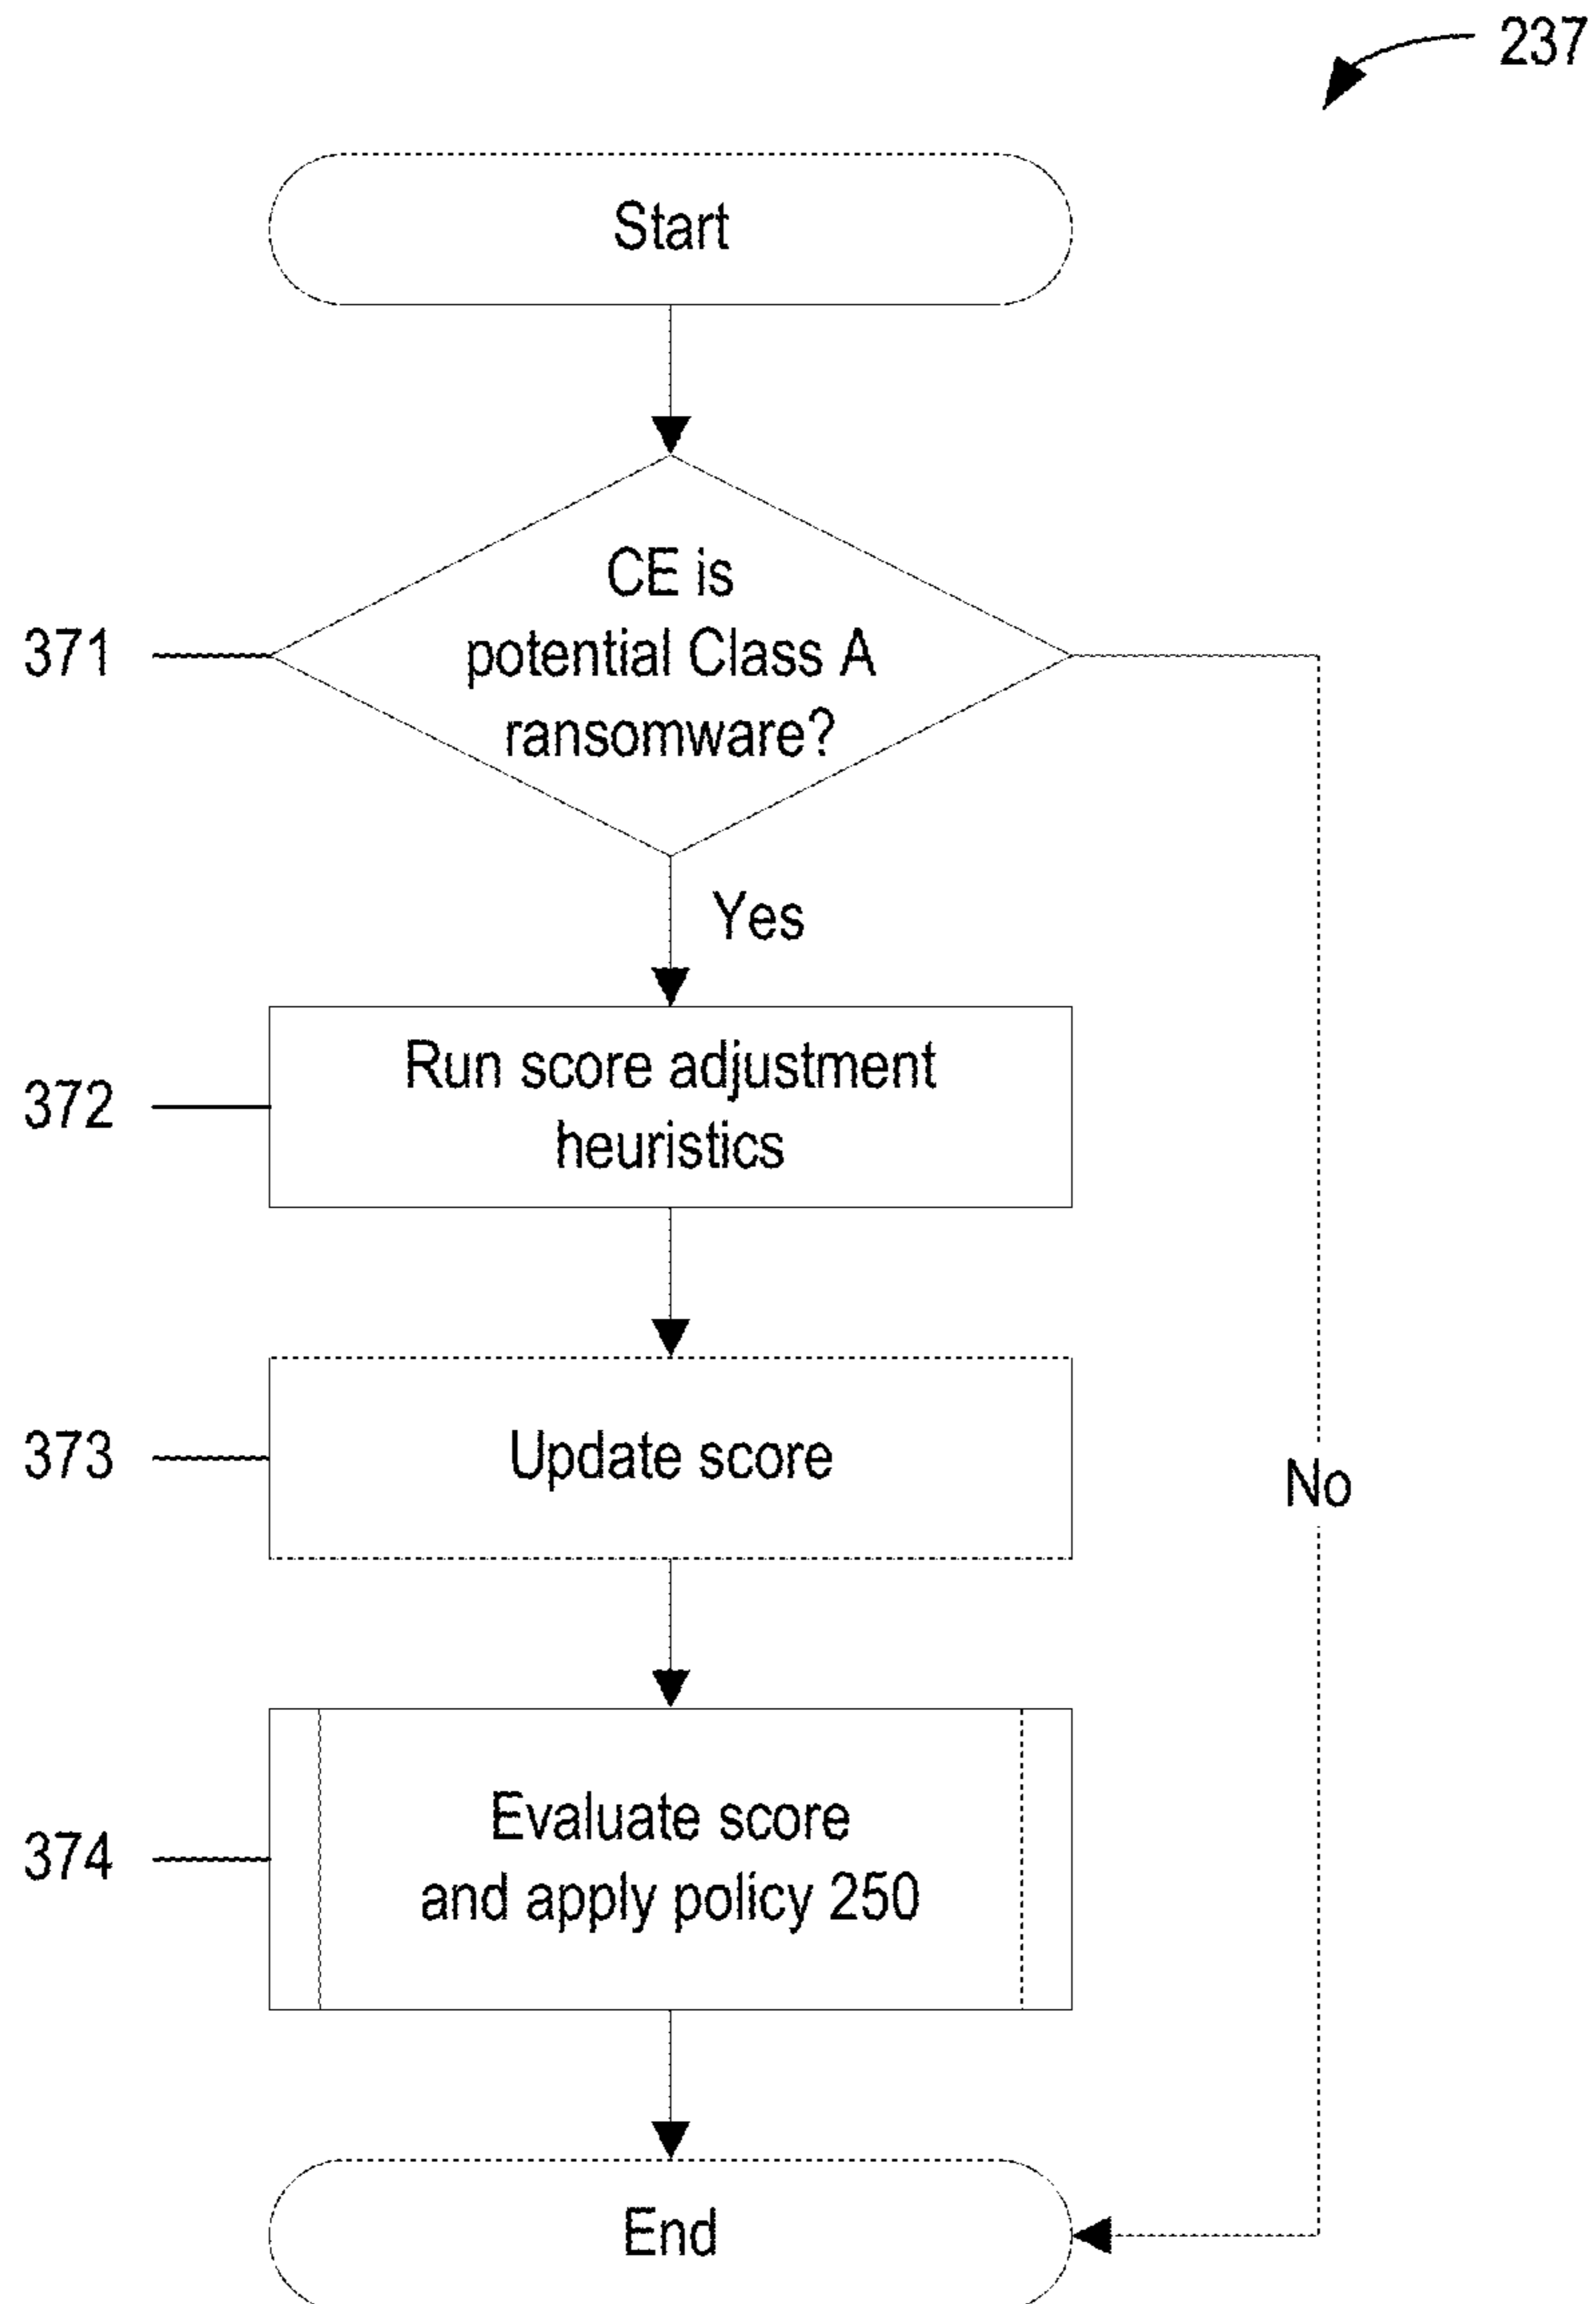 237
Start
CE is
371
potential Class A
ransomware?
Yes
Run score adjustment
372
heuristics
373
Update score
No
Evaluate score
374
and apply policy 250
End